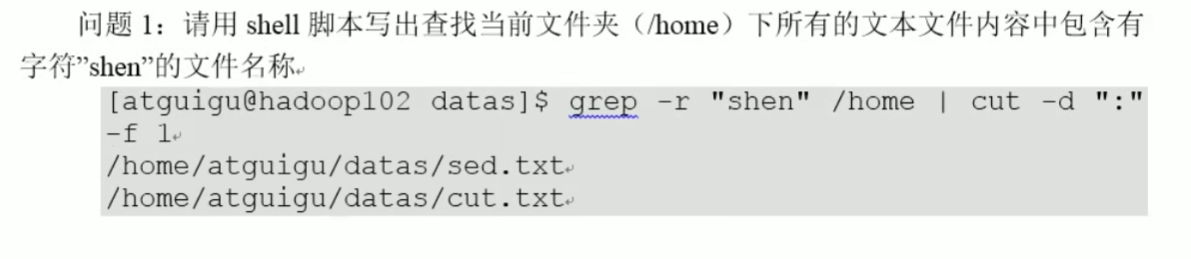 问题 1：请用 shell 脚本写出查找当前文件夹（/home）下所有的文本文件内容中包含有
字符”shen”的文件名称
[atguigu@hadoop102 datas]$ grep -r "shen" /home | cut -d ":"
-f 1
/home/atguigu/datas/sed.txt
/home/atguigu/datas/cut.txt